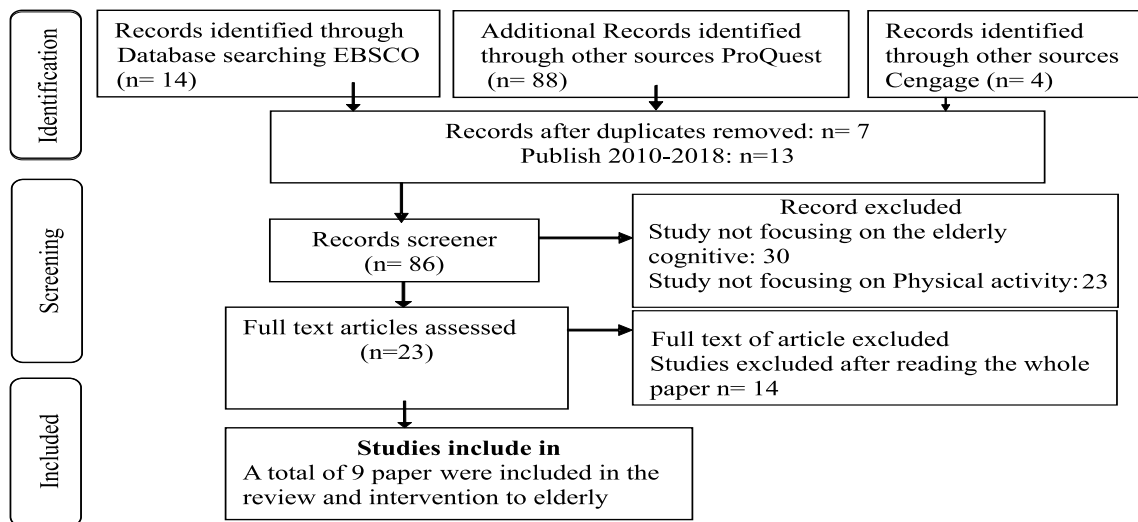 Identification
Records identified through
Database searching EBSCO
(n= 14)
Additional Records identified
through other sources ProQuest
(n= 88)
Records identified
through other sources
Cengage (n= 4)
Records after duplicates removed: n= 7
Publish 2010-2018: n=13
Screening
Records screener
(n= 86)
Record excluded
Study not focusing on the elderly
cognitive: 30
Study not focusing on Physical activity: 23
Full text articles assessed
(n=23)
Full text of article excluded
Studies excluded after reading the whole
paper n= 14
Included
Studies include in
A total of 9 paper were included in the
review and intervention to elderly